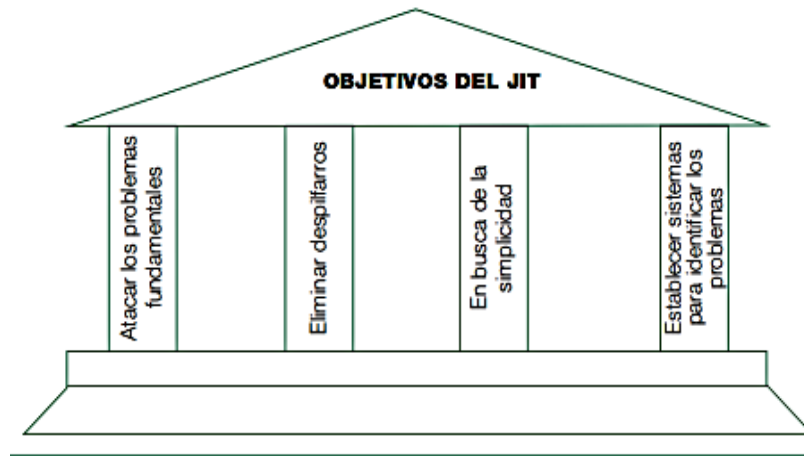 OBJETIVOS DEL JIT
Atacar los problemas
fundamentales
Eliminar despilfarros
En busca de la
simplicidad
Establecer sistemas
para identificar los
problemas